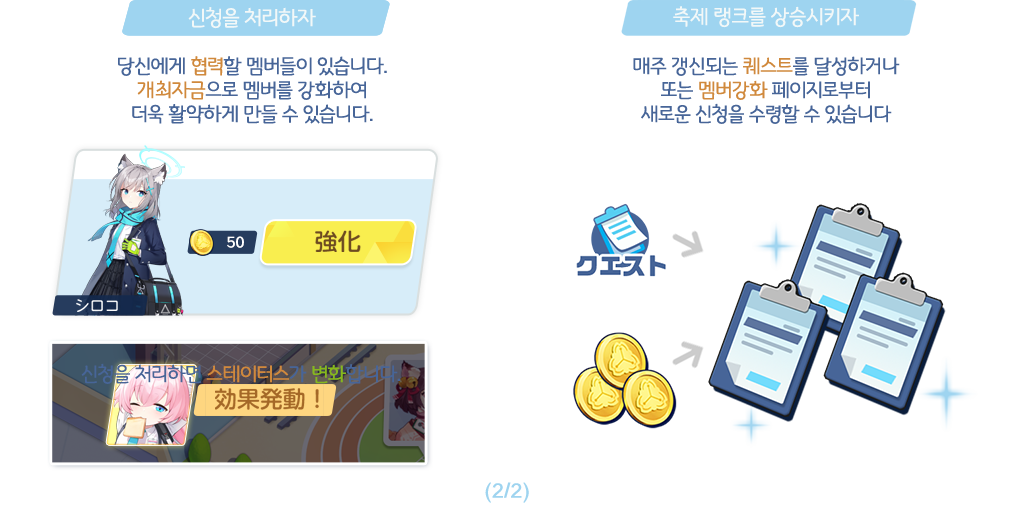 신청을 처리하자
당신에게 협력할 멤버들이 있습니다.
개최자금으로 멤버를 강화하여
더욱 활약하게 만들 수 있습니다.
50
強化
シロコ
신청을 처리하면 스테이터스가 변화합니다.
効果発動！
축제 랭크를 상승시키자
매주 갱신되는 퀘스트를 달성하거나
또는 멤버강화 페이지로부터
새로운 신청을 수령할 수 있습니다
クエスト
(2/2)